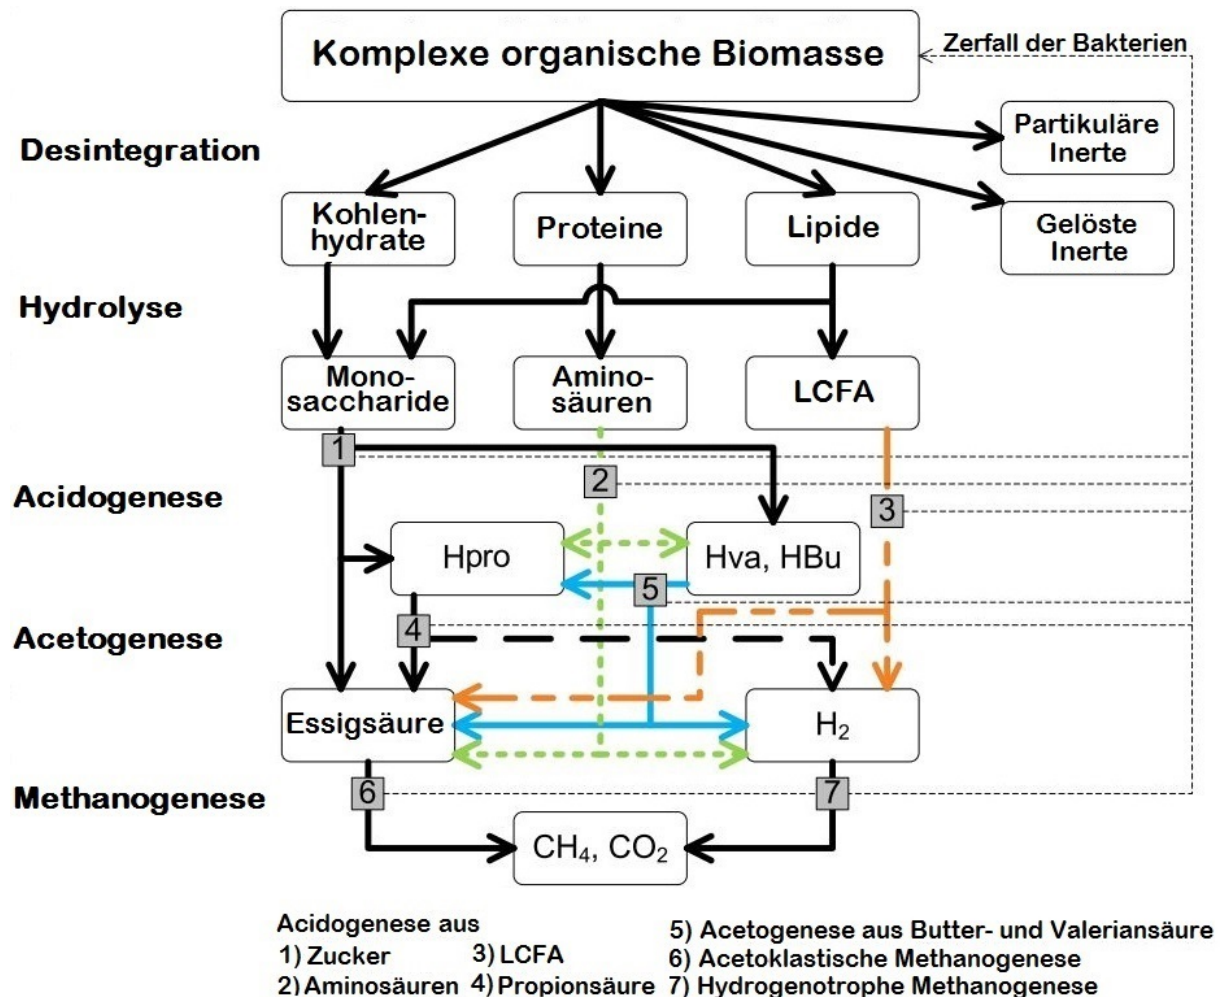 Komplexe organische Biomasse
Zerfall der Bakterien
Desintegration
Partikuläre
Inerte
Kohlen-
hydrate
Proteine
Lipide
Gelöste
Inerte
Hydrolyse
Mono-
saccharide
Amino-
säuren
LCFA
1
2
3
Acidogenese
Hpro
Hva, HBu
5
4
Acetogenese
Essigsäure
H₂
6
7
Methanogenese
CH₄, CO₂
Acidogenese aus
1) Zucker
2) Aminosäuren
3) LCFA
4) Propionsäure
5) Acetogenese aus Butter- und Valeriansäure
6) Acetoklastische Methanogenese
7) Hydrogenotrophe Methanogenese